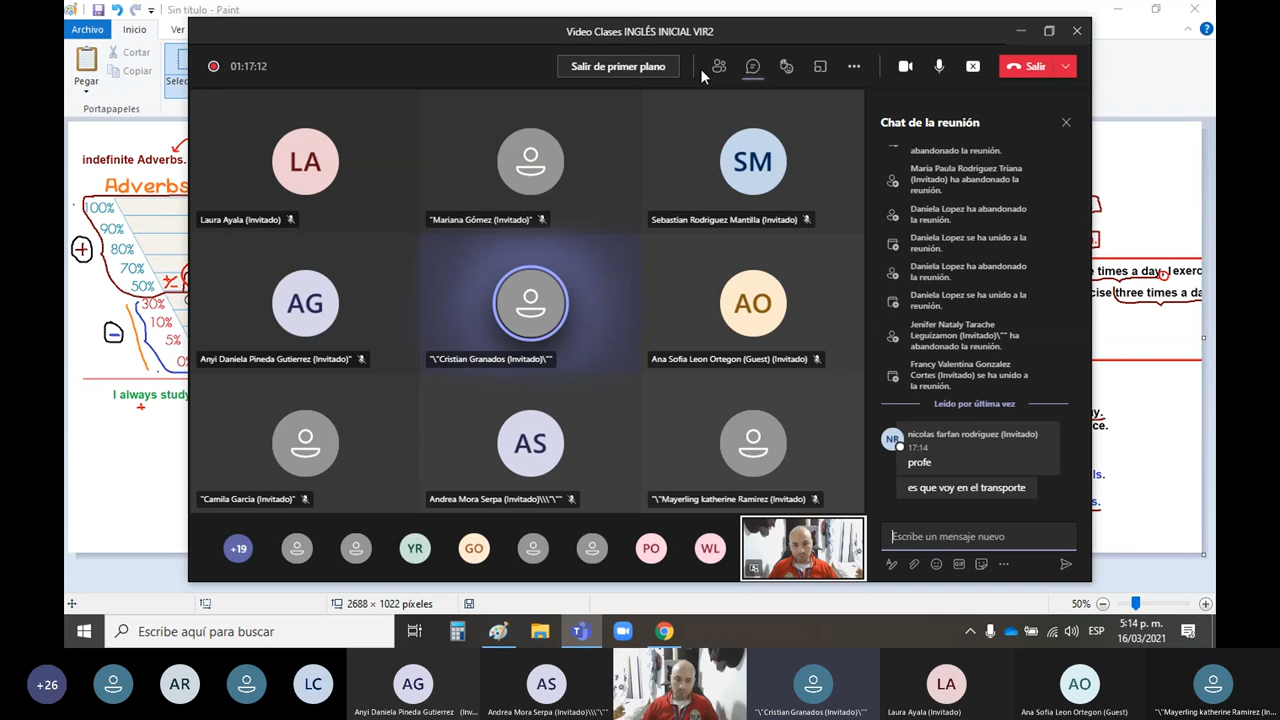 Sin título - Paint
Archivo
Inicio
Ver
Pegar
Cortar
Copiar
Selec
Portapapeles
Video Clases INGLÉS INICIAL VIR2
01:17:12
Salir de primer plano
Salir
indefinite Adverbs.
Adverbs
100%
90%
80%
70%
50%
30%
10%
5%
0%
+
+-
-
I always study
+
LA
Laura Ayala (Invitado)
"Mariana Gómez (Invitado)"
SM
Sebastian Rodriguez Mantilla (Invitado)
AG
Anyi Daniela Pineda Gutierrez (Invitado)"
"\"Cristian Granados (Invitado)\""
AO
Ana Sofia Leon Ortegon (Guest) (Invitado)
"Camila Garcia (Invitado)"
AS
Andrea Mora Serpa (Invitado)\\\"\""
"\"Mayerling katherine Ramirez (Invitado)
+19
YR
GO
PO
WL
Chat de la reunión
abandonado la reunión.
Maria Paula Rodriguez Triana
(Invitado) ha abandonado la
reunión.
Daniela Lopez ha abandonado
la reunión.
Daniela Lopez se ha unido a la
reunión.
Daniela Lopez ha abandonado
la reunión.
Daniela Lopez se ha unido a la
reunión.
Jenifer Nataly Tarache
Leguizamon (Invitado)\"" ha
abandonado la reunión.
Francy Valentina Gonzalez
Cortes (Invitado) se ha unido a
la reunión.
Leído por última vez
NR
nicolas farfan rodriguez (Invitado)
17:14
profe
es que voy en el transporte
Escribe un mensaje nuevo
GIF
e times a day, I exerc
cise three times a da
y.
ce.
ls.
s.
2688 × 1022 píxeles
50%
Escribe aquí para buscar
ESP
5:14 p. m.
16/03/2021
+26
AR
LC
AG
Anyi Daniela Pineda Gutierrez (Inv...
AS
Andrea Mora Serpa (Invitado)\\\"\""
"\"Cristian Granados (Invitado)\""
LA
Laura Ayala (Invitado)
AO
Ana Sofia Leon Ortegon (Guest)
"\"Mayerling katherine Ramirez (In...